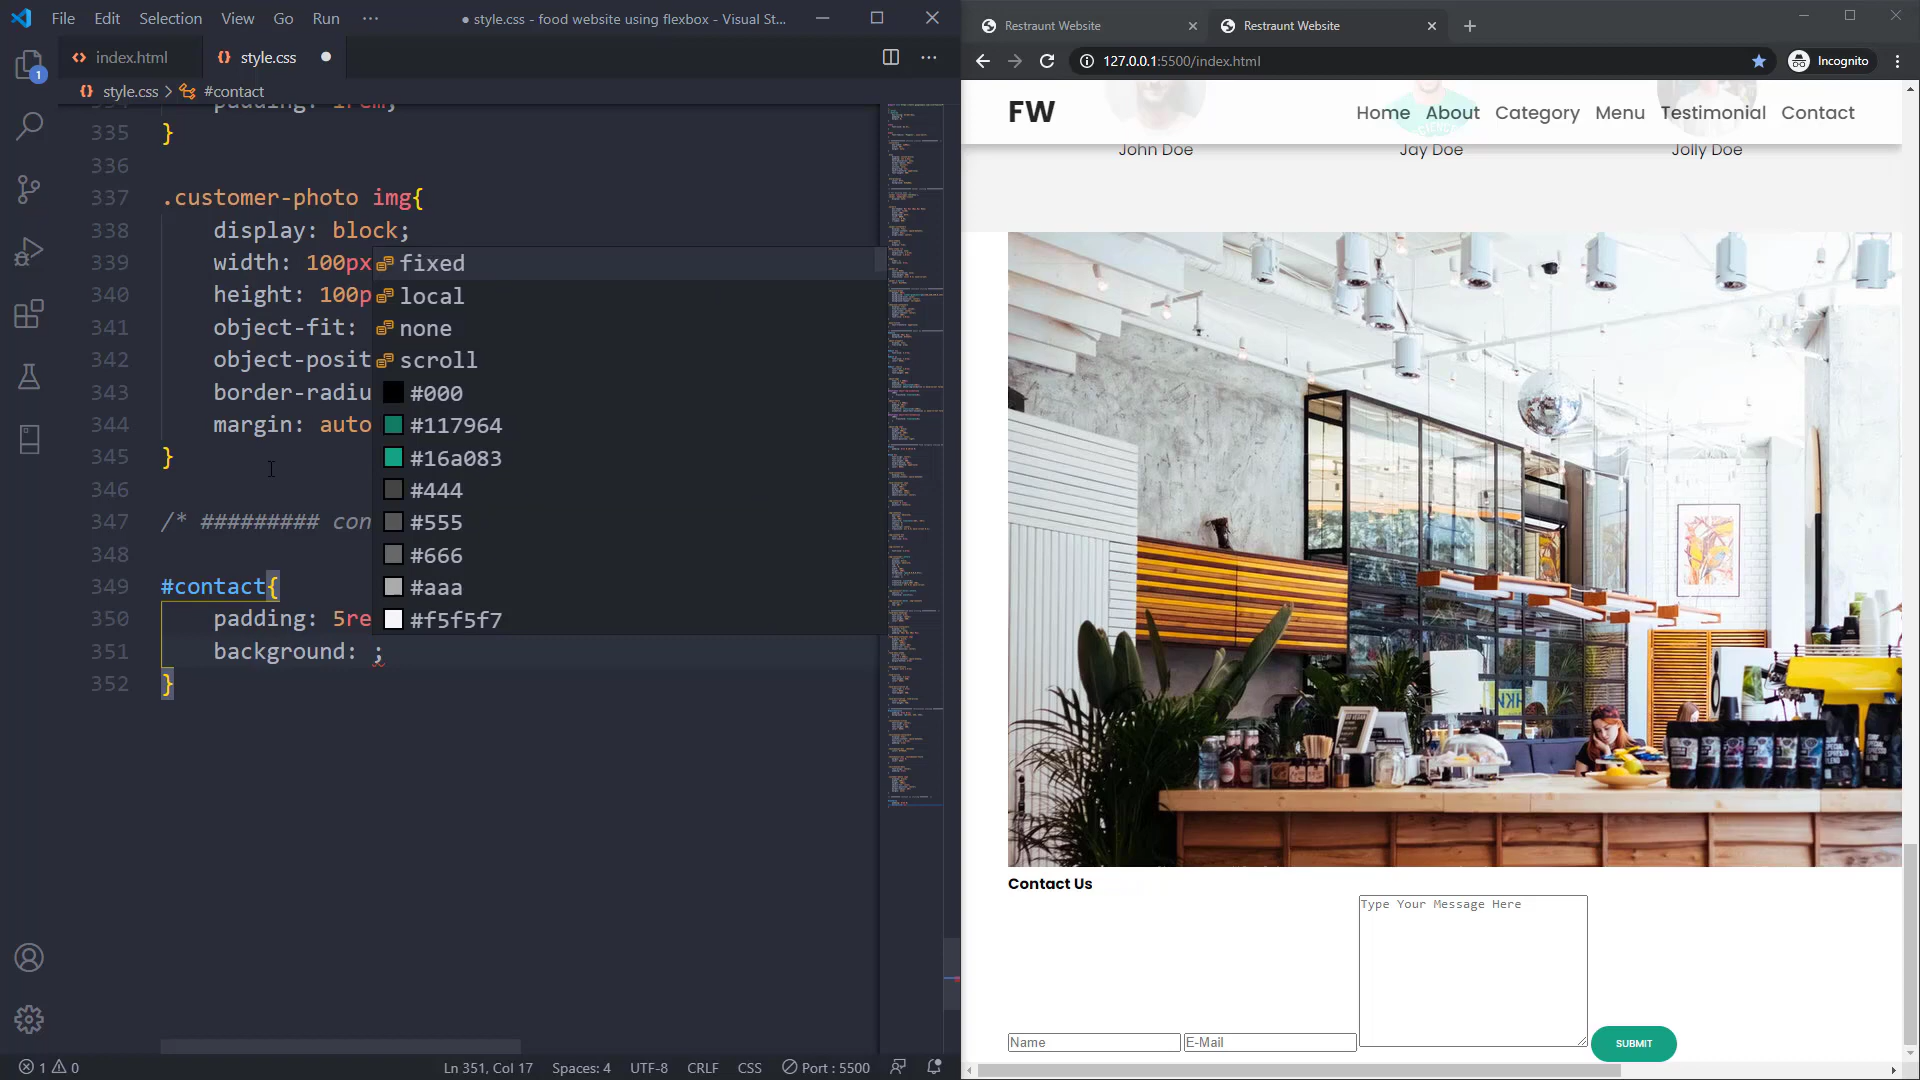 File Edit Selection View Go Run ···
● style.css - food website using flexbox - Visual St...
index.html
style.css
style.css > #contact
335 }
336
337 .customer-photo img{
338 display: block;
339 width: 100px
340 height: 100p
341 object-fit:
342 object-posit
343 border-radiu
344 margin: auto
345 }
346
347 /* ######### con
348
349 #contact{
350 padding: 5re
351 background: ;
352 }
fixed
local
none
scroll
#000
#117964
#16a083
#444
#555
#666
#aaa
#f5f5f7
1
1 0
Ln 351, Col 17
Spaces: 4
UTF-8
CRLF
CSS
Port : 5500
Restraunt Website
Restraunt Website
127.0.0.1:5500/index.html
Incognito
FW
Home About Category Menu Testimonial Contact
John Doe
Jay Doe
Jolly Doe
Contact Us
Type Your Message Here
Name
E-Mail
SUBMIT